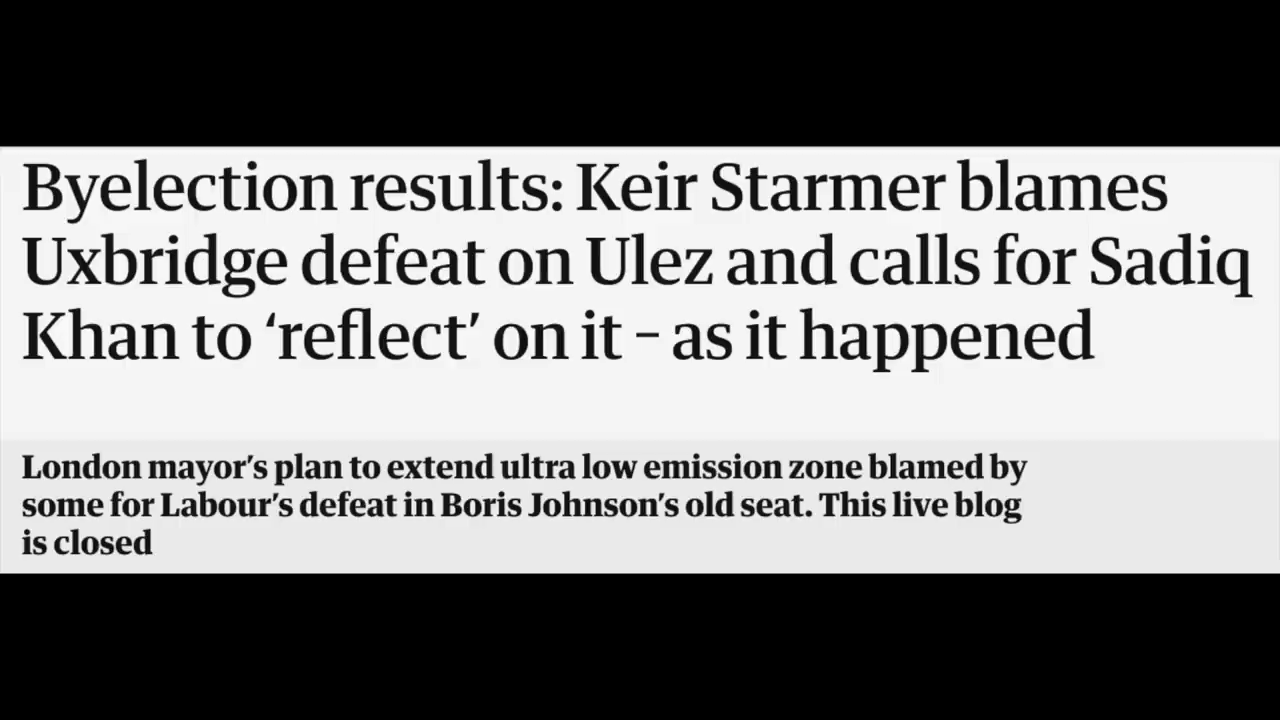 Byelection results: Keir Starmer blames
Uxbridge defeat on Ulez and calls for Sadiq
Khan to ‘reflect’ on it – as it happened
London mayor’s plan to extend ultra low emission zone blamed by
some for Labour’s defeat in Boris Johnson’s old seat. This live blog
is closed